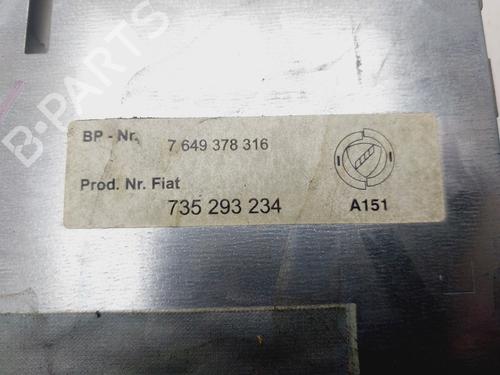 B-PARTS
BP - Nr. 7 649 378 316
Prod. Nr. Fiat
735 293 234 A151